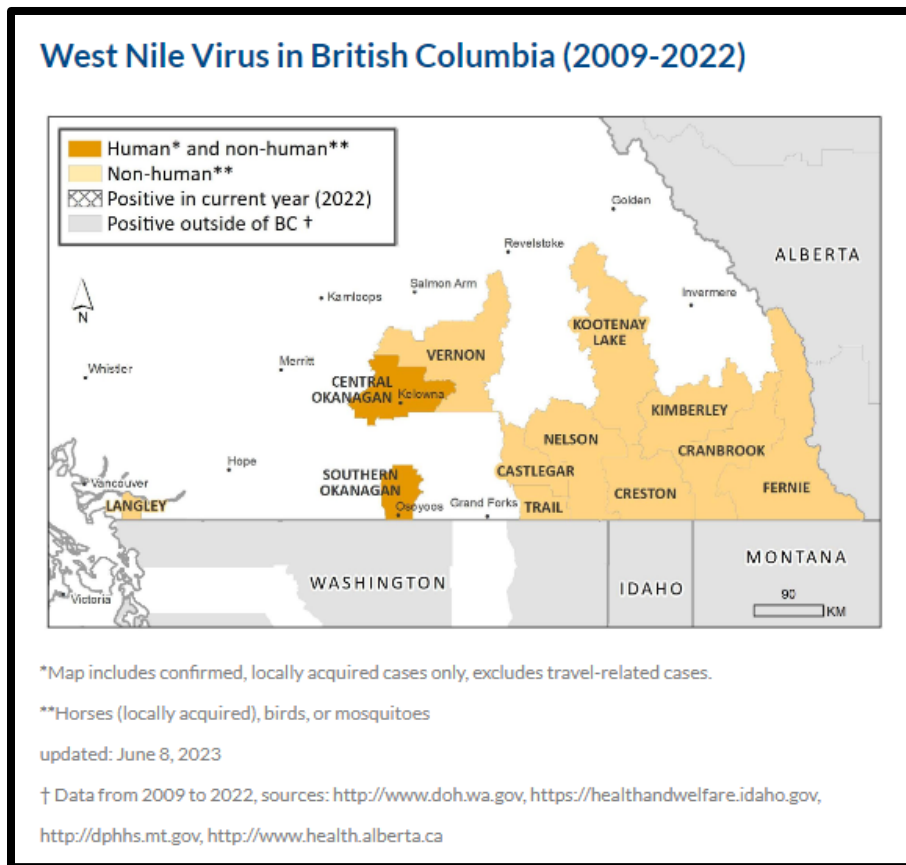 West Nile Virus in British Columbia (2009-2022)
Human* and non-human**
Non-human**
Positive in current year (2022)
Positive outside of BC †
Golden
ALBERTA
Revelstoke
Salmon Arm
Kamloops
Invermere
N
KOOTENAY
LAKE
VERNON
Merritt
Whistler
CENTRAL
OKANAGAN
Kelowna
KIMBERLEY
NELSON
CRANBROOK
Hope
SOUTHERN
OKANAGAN
CASTLEGAR
Vancouver
CRESTON
FERNIE
LANGLEY
Osoyoos
Grand Forks
TRAIL
MONTANA
WASHINGTON
IDAHO
Victoria
90
KM
*Map includes confirmed, locally acquired cases only, excludes travel-related cases.
**Horses (locally acquired), birds, or mosquitoes
updated: June 8, 2023
† Data from 2009 to 2022, sources: http://www.doh.wa.gov, https://healthandwelfare.idaho.gov,
http://dphhs.mt.gov, http://www.health.alberta.ca